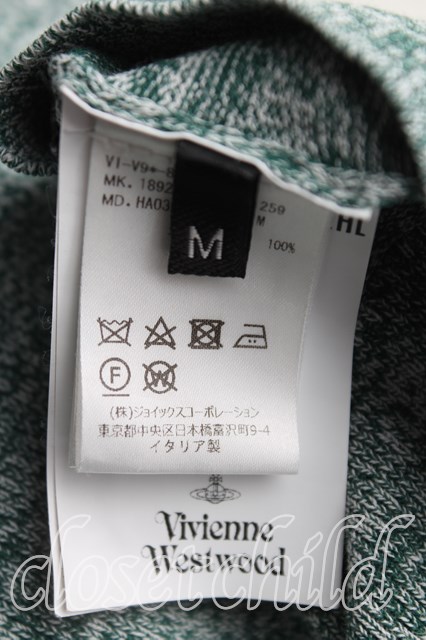 VI-V9*-8
MK. 1892
MD. HA03
259
M
100%
M
HL
F
W
(株)ジョイックスコーポレーション
東京都中央区日本橋富沢町9-4
イタリア製
Vivienne
Westwood
closet child